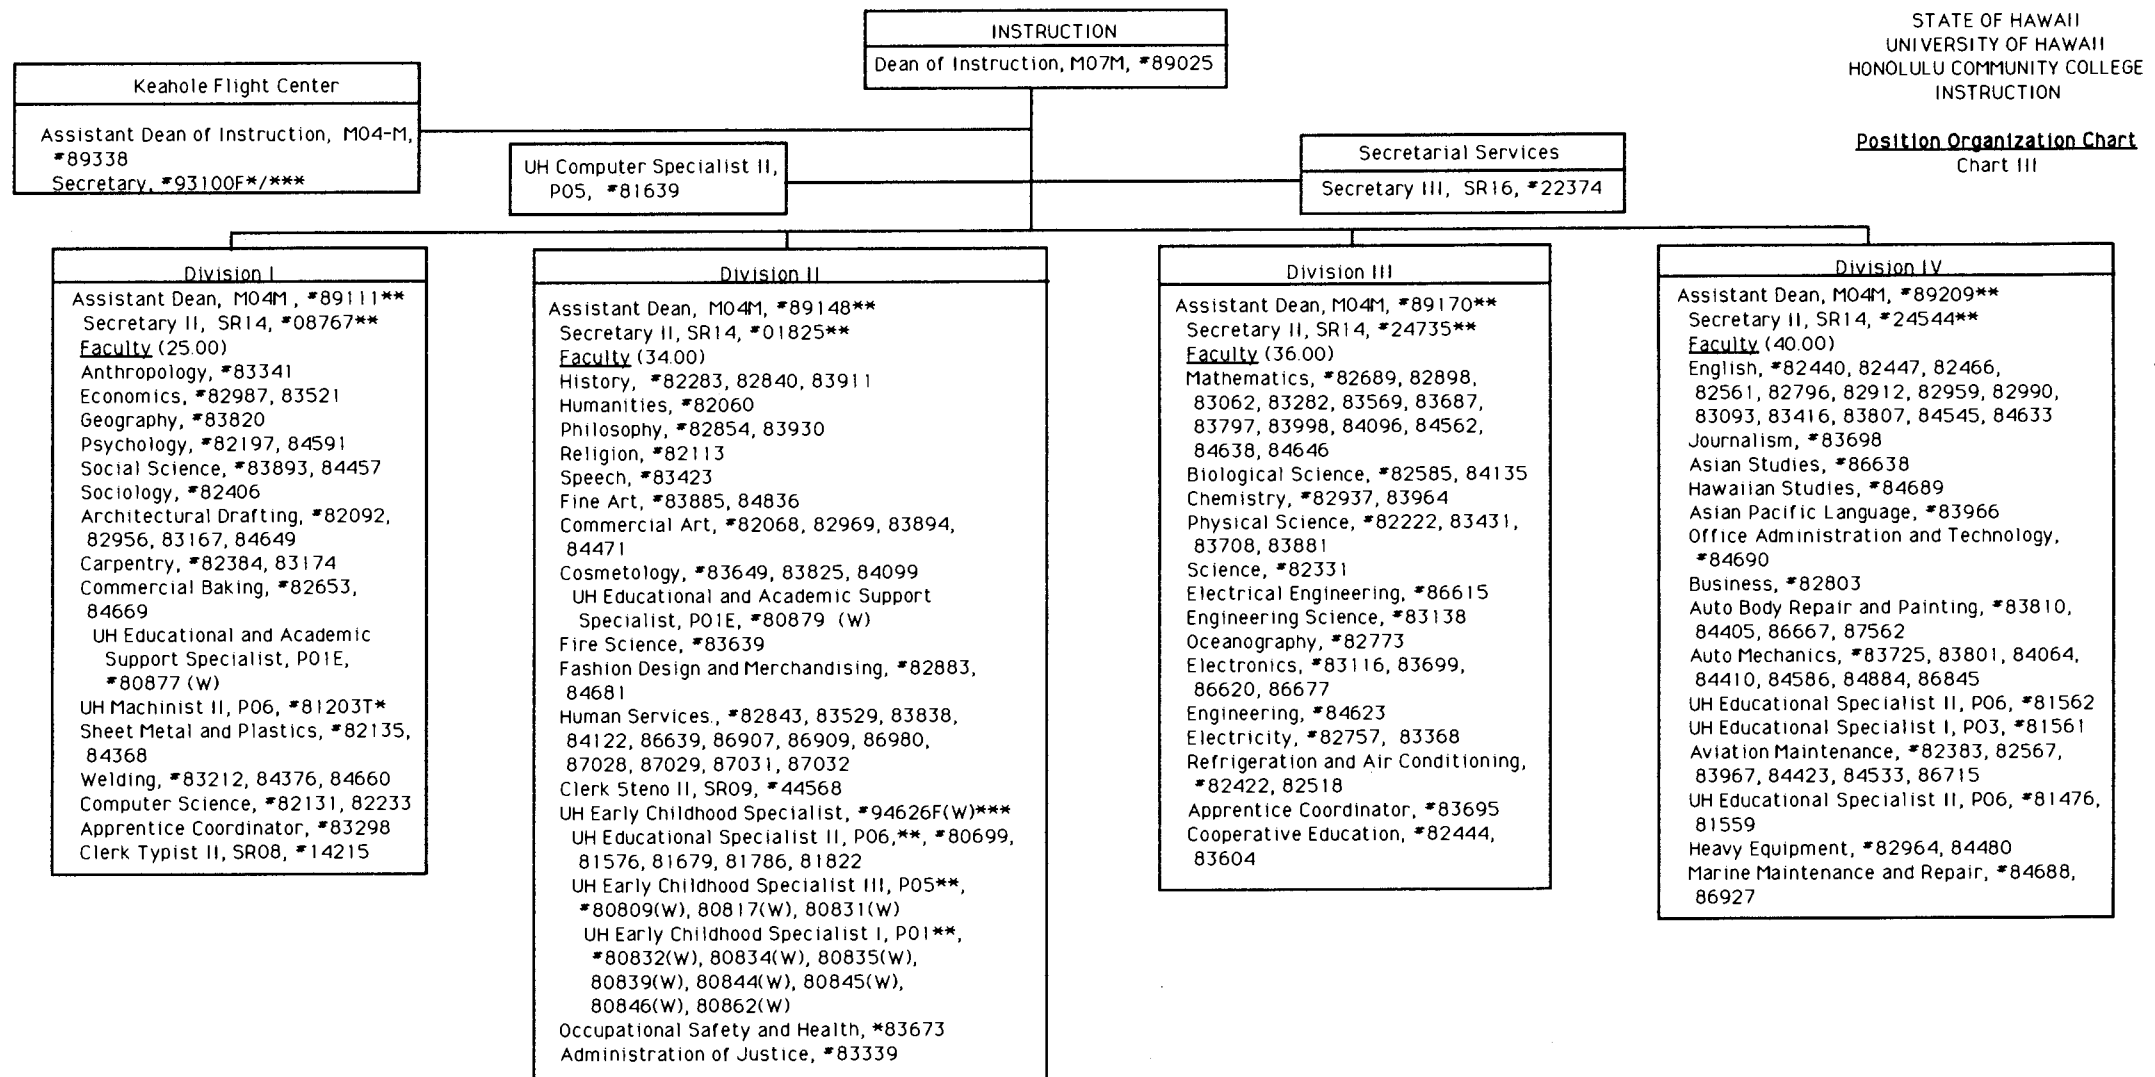 INSTRUCTION
Dean of Instruction, M07M, #89025
STATE OF HAWAII
UNIVERSITY OF HAWAII
HONOLULU COMMUNITY COLLEGE
INSTRUCTION
Position Organization Chart
Chart III
Keahole Flight Center
Assistant Dean of Instruction, M04-M,
#89338
Secretary, #93100F*/***
UH Computer Specialist II,
P05, #81639
Secretarial Services
Secretary III, SR16, #22374
Division I
Assistant Dean, M04M, #89111**
Secretary II, SR14, #08767**
Faculty (25.00)
Anthropology, #83341
Economics, #82987, 83521
Geography, #83820
Psychology, #82197, 84591
Social Science, #83893, 84457
Sociology, #82406
Architectural Drafting, #82092,
82956, 83167, 84649
Carpentry, #82384, 83174
Commercial Baking, #82653,
84669
UH Educational and Academic
Support Specialist, P01E,
#80877 (W)
UH Machinist II, P06, #81203T*
Sheet Metal and Plastics, #82135,
84368
Welding, #83212, 84376, 84660
Computer Science, #82131, 82233
Apprentice Coordinator, #83298
Clerk Typist II, SR08, #14215
Division II
Assistant Dean, M04M, #89148**
Secretary II, SR14, #01825**
Faculty (34.00)
History, #82283, 82840, 83911
Humanities, #82060
Philosophy, #82854, 83930
Religion, #82113
Speech, #83423
Fine Art, #83885, 84836
Commercial Art, #82068, 82969, 83894,
84471
Cosmetology, #83649, 83825, 84099
UH Educational and Academic Support
Specialist, P01E, #80879 (W)
Fire Science, #83639
Fashion Design and Merchandising, #82883,
84681
Human Services., #82843, 83529, 83838,
84122, 86639, 86907, 86909, 86980,
87028, 87029, 87031, 87032
Clerk Steno II, SR09, #44568
UH Early Childhood Specialist, #94626F(W)***
UH Educational Specialist II, P06,**, #80699,
81576, 81679, 81786, 81822
UH Early Childhood Specialist III, P05**,
#80809(W), 80817(W), 80831(W)
UH Early Childhood Specialist I, P01**,
#80832(W), 80834(W), 80835(W),
80839(W), 80844(W), 80845(W),
80846(W), 80862(W)
Occupational Safety and Health, *83673
Administration of Justice, #83339
Division III
Assistant Dean, M04M, #89170**
Secretary II, SR14, #24735**
Faculty (36.00)
Mathematics, #82689, 82898,
83062, 83282, 83569, 83687,
83797, 83998, 84096, 84562,
84638, 84646
Biological Science, #82585, 84135
Chemistry, #82937, 83964
Physical Science, #82222, 83431,
83708, 83881
Science, #82331
Electrical Engineering, #86615
Engineering Science, #83138
Oceanography, #82773
Electronics, #83116, 83699,
86620, 86677
Engineering, #84623
Electricity, #82757, 83368
Refrigeration and Air Conditioning,
#82422, 82518
Apprentice Coordinator, #83695
Cooperative Education, #82444,
83604
Division IV
Assistant Dean, M04M, #89209**
Secretary II, SR14, #24544**
Faculty (40.00)
English, #82440, 82447, 82466,
82561, 82796, 82912, 82959, 82990,
83093, 83416, 83807, 84545, 84633
Journalism, #83698
Asian Studies, #86638
Hawaiian Studies, #84689
Asian Pacific Language, #83966
Office Administration and Technology,
#84690
Business, #82803
Auto Body Repair and Painting, #83810,
84405, 86667, 87562
Auto Mechanics, #83725, 83801, 84064,
84410, 84586, 84884, 86845
UH Educational Specialist II, P06, #81562
UH Educational Specialist I, P03, #81561
Aviation Maintenance, #82383, 82567,
83967, 84423, 84533, 86715
UH Educational Specialist II, P06, #81476,
81559
Heavy Equipment, #82964, 84480
Marine Maintenance and Repair, #84688,
86927